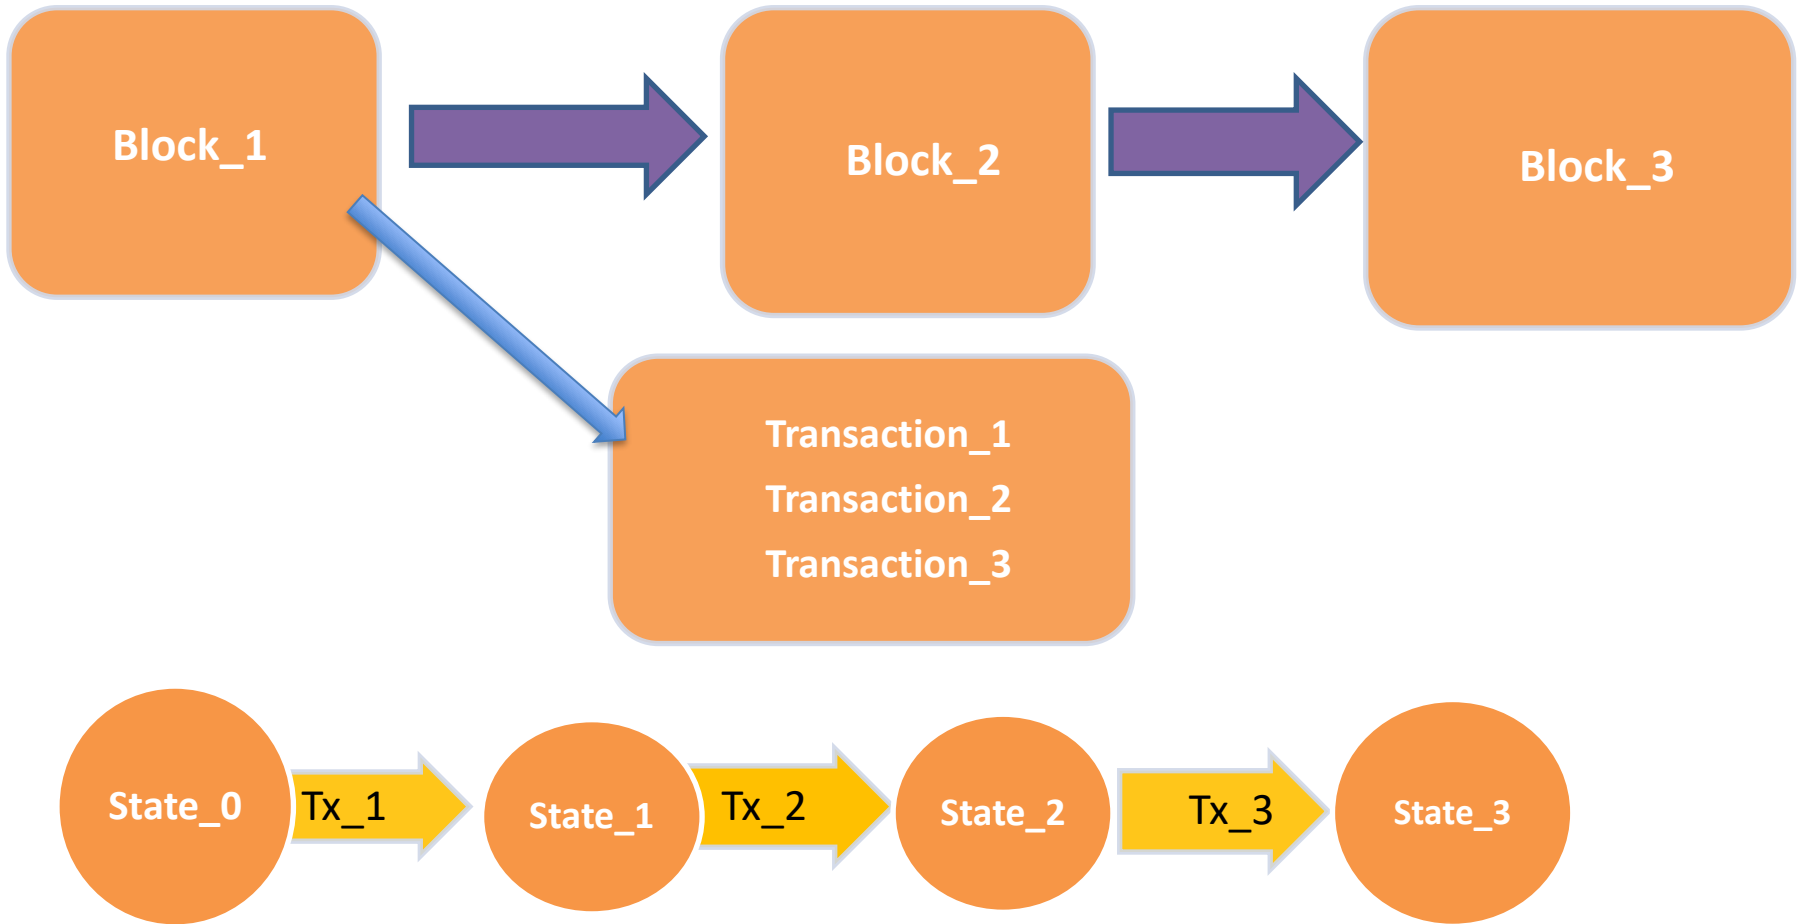 Block_1
Block_2
Block_3
Transaction_1
Transaction_2
Transaction_3
State_0
Tx_1
State_1
Tx_2
State_2
Tx_3
State_3